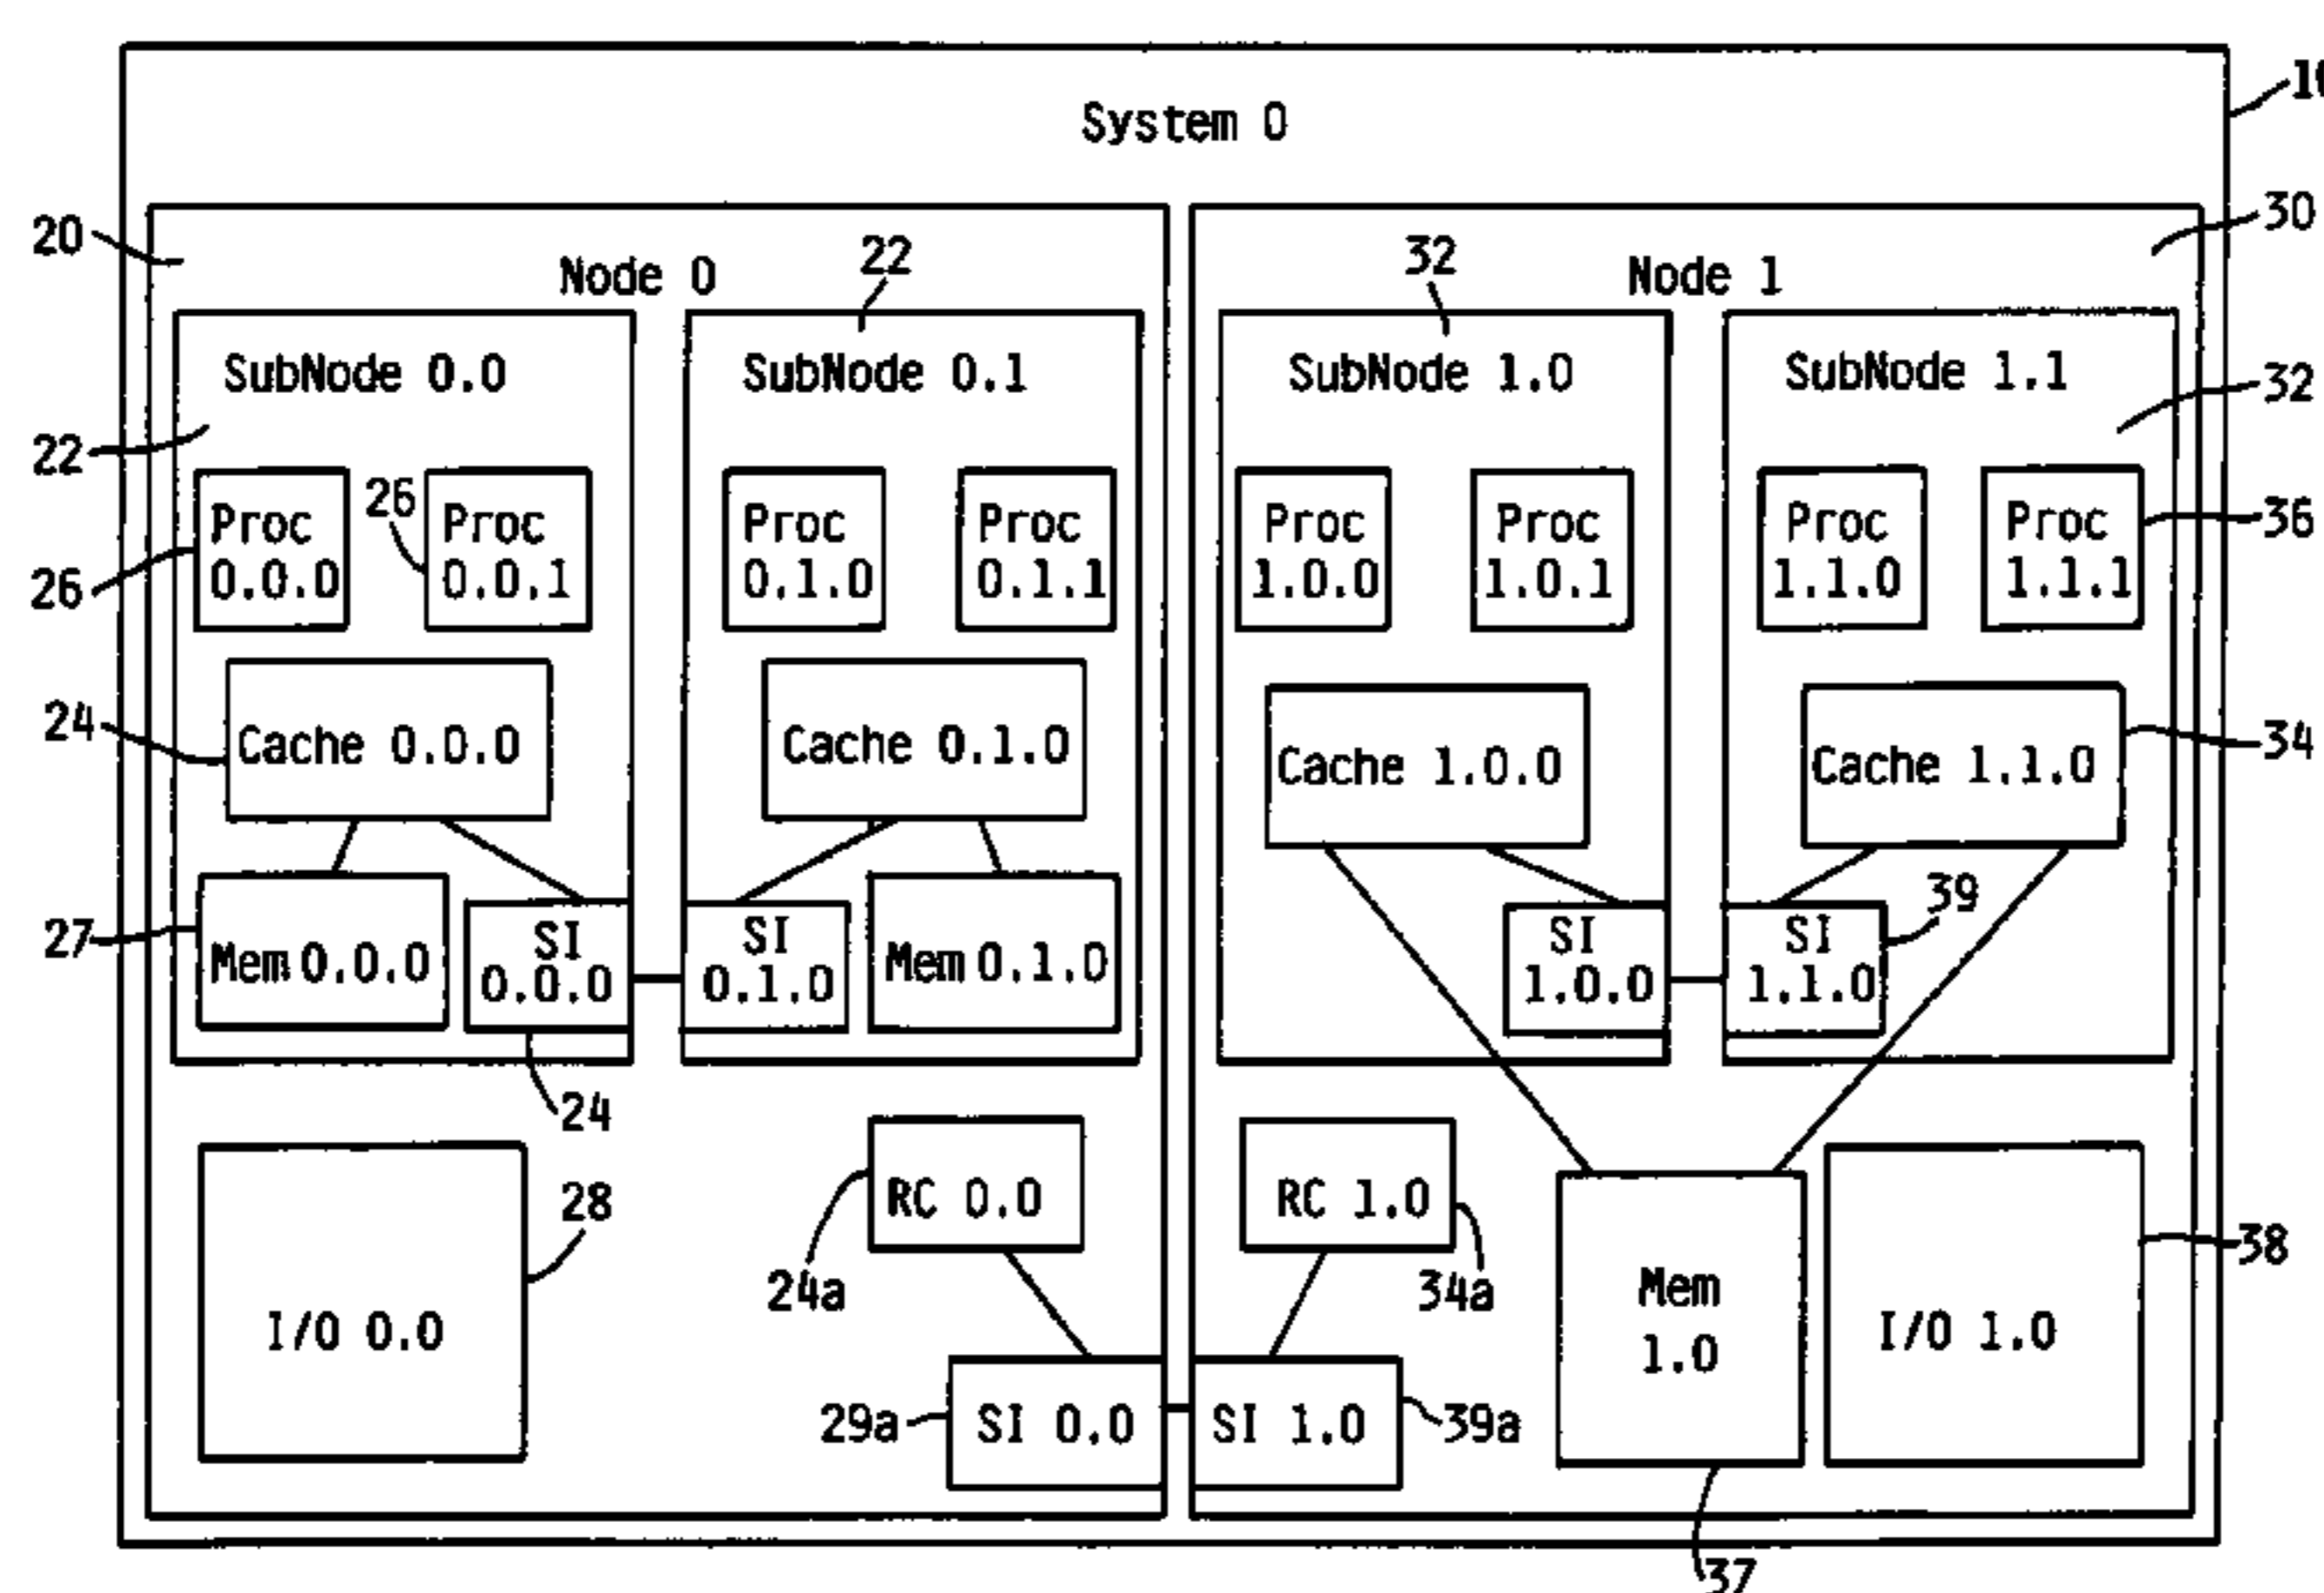 System 0
10
20
Node 0
22
32
Node 1
30
SubNode 0.0
SubNode 0.1
SubNode 1.0
SubNode 1.1
32
22
26
Proc
0.0.0
26
Proc
0.0.1
Proc
0.1.0
Proc
0.1.1
Proc
1.0.0
Proc
1.0.1
Proc
1.1.0
Proc
1.1.1
36
24
Cache 0.0.0
Cache 0.1.0
Cache 1.0.0
Cache 1.1.0
34
27
Mem 0.0.0
SI
0.0.0
SI
0.1.0
Mem 0.1.0
SI
1.0.0
SI
1.1.0
39
24
28
I/O 0.0
RC 0.0
24a
RC 1.0
34a
29a
SI 0.0
SI 1.0
39a
Mem
1.0
I/O 1.0
38
37